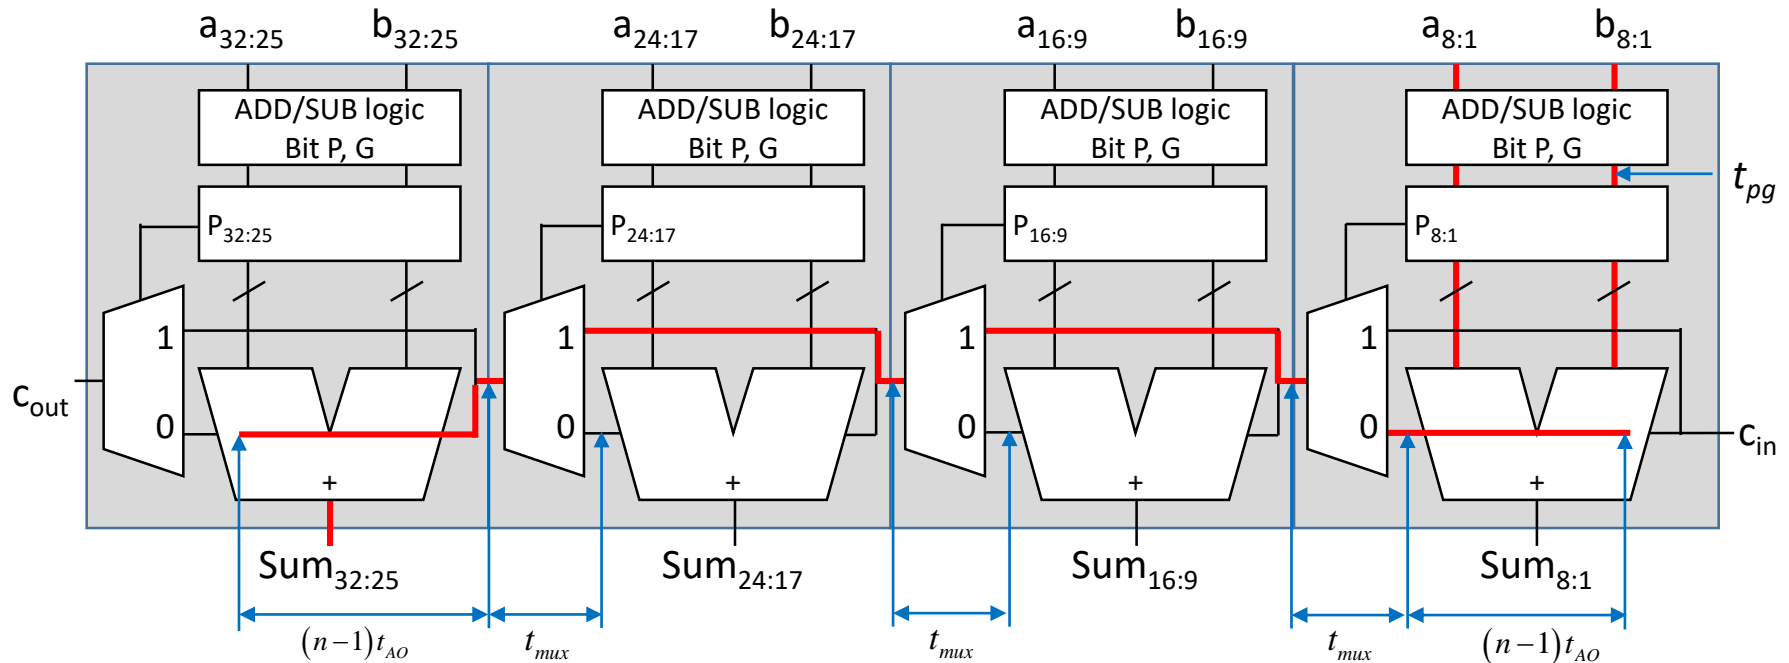 a32:25 b32:25 a24:17 b24:17 a16:9 b16:9 a8:1 b8:1
ADD/SUB logic
Bit P, G
ADD/SUB logic
Bit P, G
ADD/SUB logic
Bit P, G
ADD/SUB logic
Bit P, G
tpg
P32:25
P24:17
P16:9
P8:1
1
1
1
1
cout
0
0
0
0
cin
+
+
+
+
Sum32:25
Sum24:17
Sum16:9
Sum8:1
(n−1)tAO
tmux
tmux
tmux
(n−1)tAO